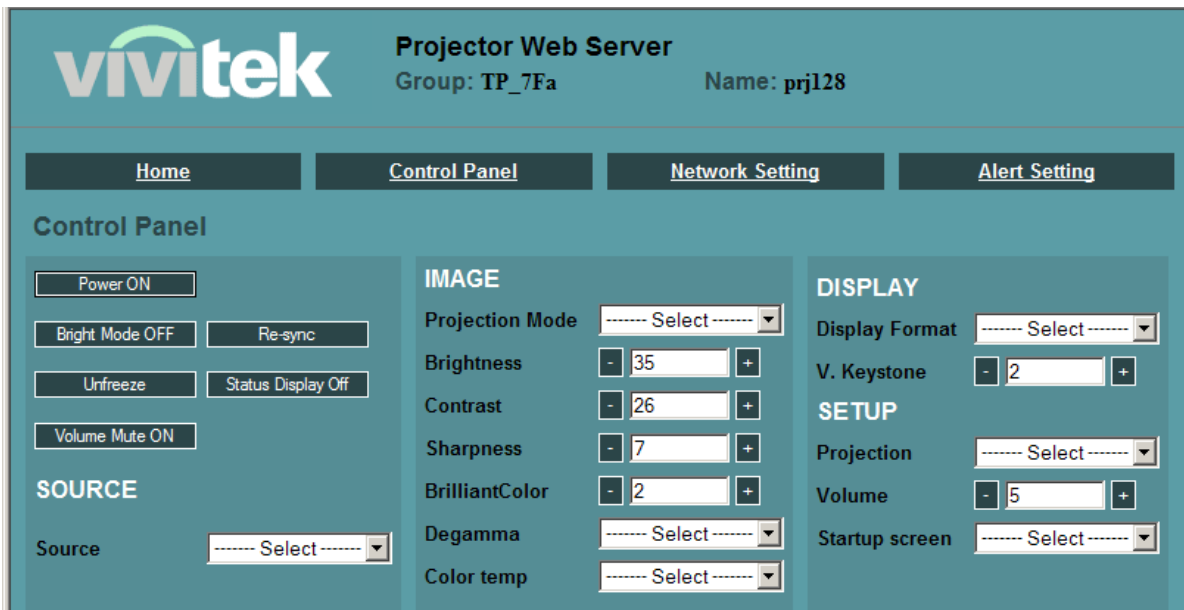 vivitek
Projector Web Server
Group: TP_7Fa Name: prj128
Home Control Panel Network Setting Alert Setting
Control Panel
Power ON
Bright Mode OFF Re-sync
Unfreeze Status Display Off
Volume Mute ON
SOURCE
Source ------- Select -------
IMAGE
Projection Mode ------- Select -------
Brightness - 35 +
Contrast - 26 +
Sharpness - 7 +
BrilliantColor - 2 +
Degamma ------- Select -------
Color temp ------- Select -------
DISPLAY
Display Format ------- Select -------
V. Keystone - 2 +
SETUP
Projection ------- Select -------
Volume - 5 +
Startup screen ------- Select -------